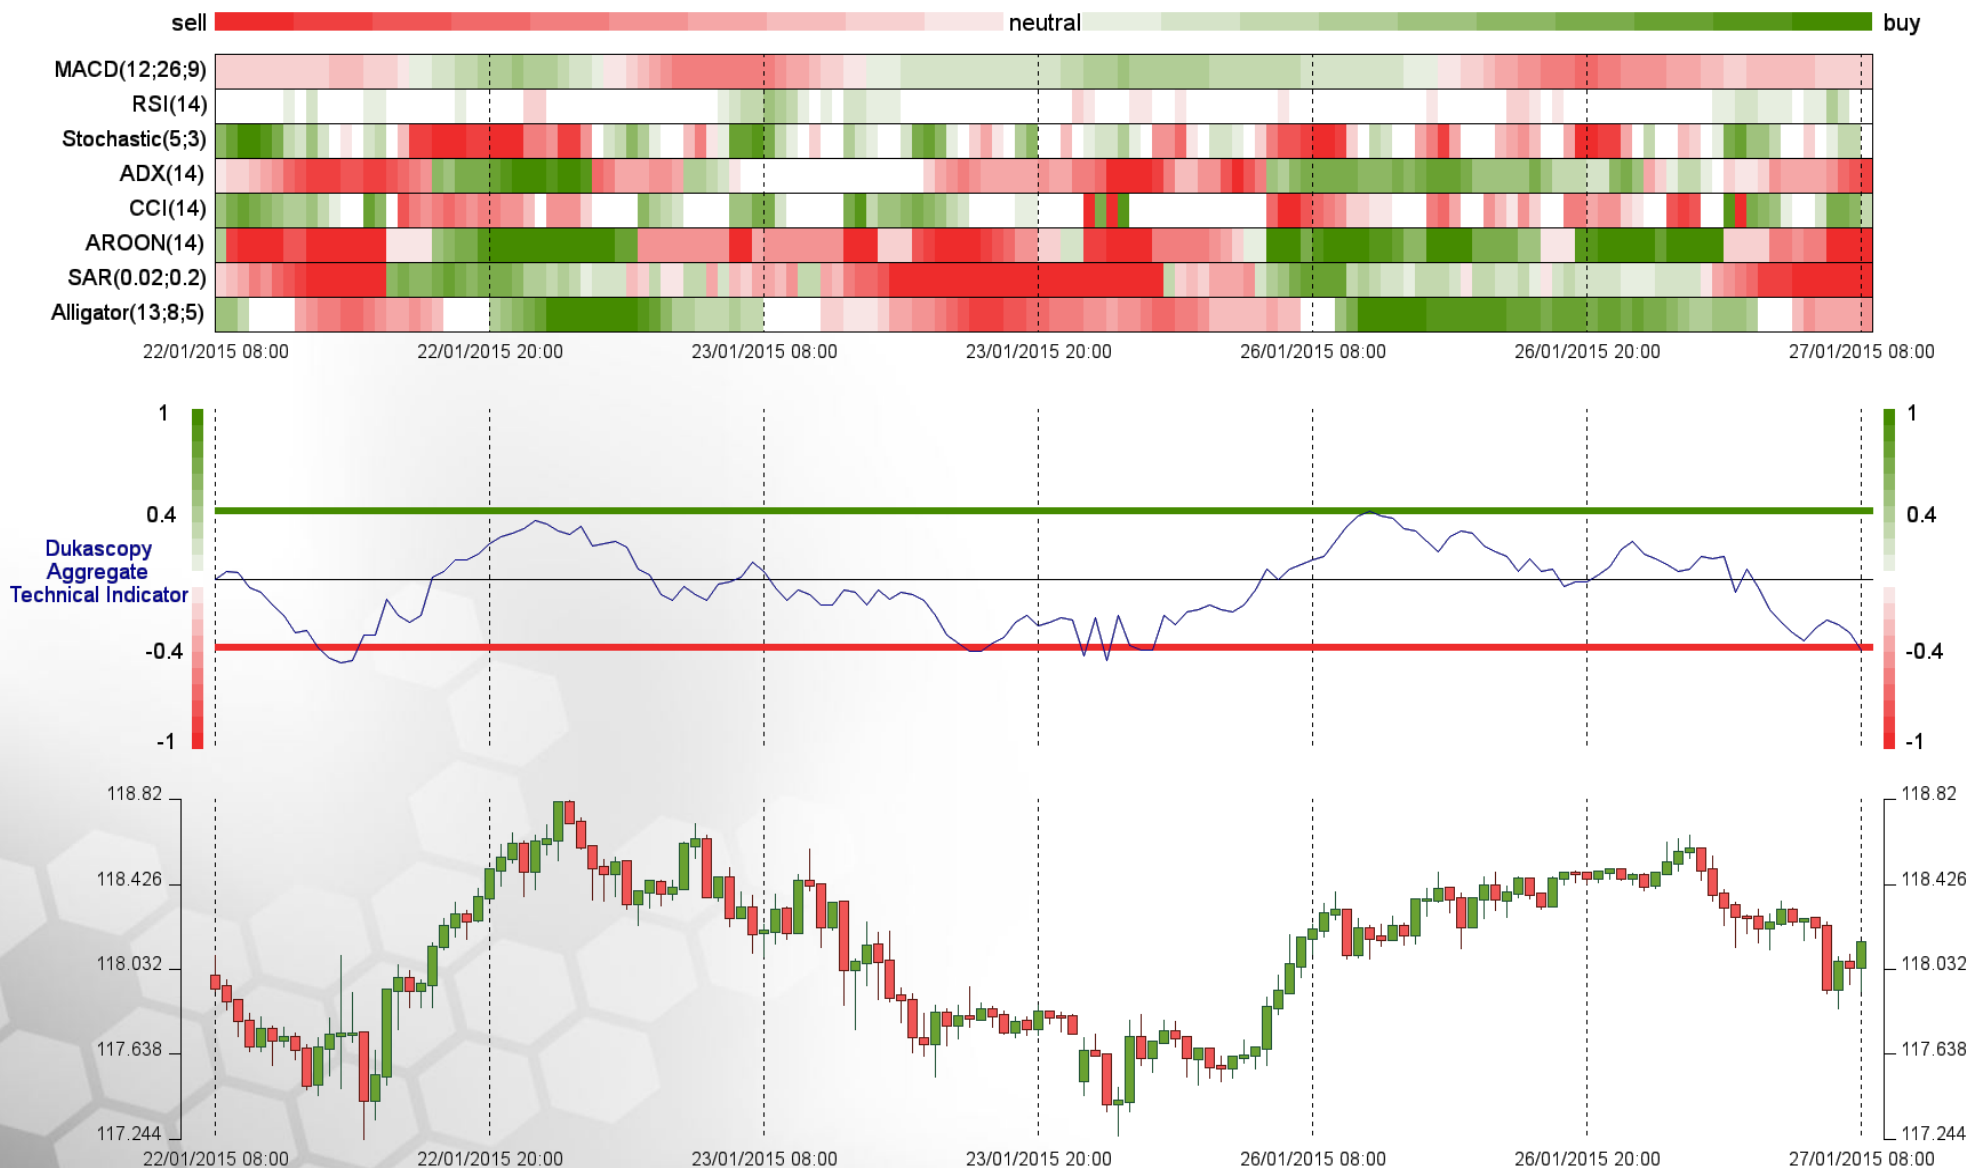 sell neutral buy
MACD(12;26;9)
RSI(14)
Stochastic(5;3)
ADX(14)
CCI(14)
AROON(14)
SAR(0.02;0.2)
Alligator(13;8;5)
22/01/2015 08:00 22/01/2015 20:00 23/01/2015 08:00 23/01/2015 20:00 26/01/2015 08:00 26/01/2015 20:00 27/01/2015 08:00
1 1
0.4 0.4
Dukascopy
Aggregate
Technical Indicator
-0.4 -0.4
-1 -1
118.82 118.82
118.426 118.426
118.032 118.032
117.638 117.638
117.244 117.244
22/01/2015 08:00 22/01/2015 20:00 23/01/2015 08:00 23/01/2015 20:00 26/01/2015 08:00 26/01/2015 20:00 27/01/2015 08:00